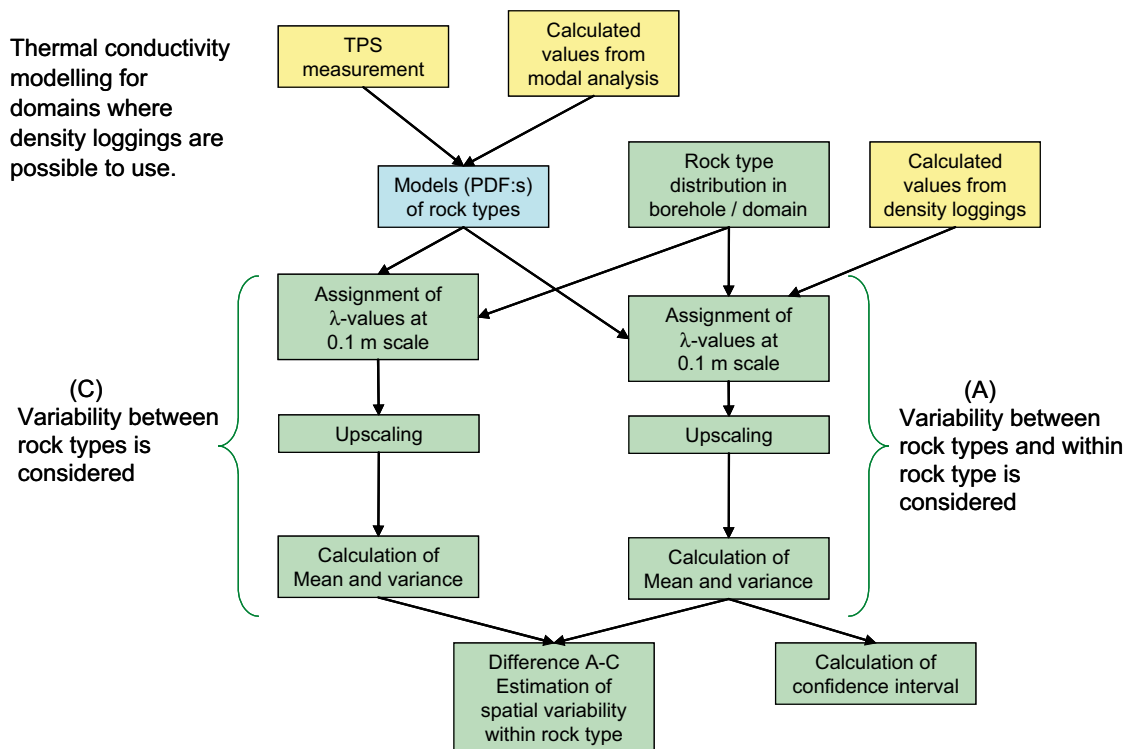 Thermal conductivity
modelling for
domains where
density loggings are
possible to use.
TPS
measurement
Calculated
values from
modal analysis
Models (PDF:s)
of rock types
Rock type
distribution in
borehole / domain
Calculated
values from
density loggings
Assignment of
λ-values at
0.1 m scale
Assignment of
λ-values at
0.1 m scale
(C)
Variability between
rock types is
considered
(A)
Variability between
rock types and within
rock type is
considered
Upscaling
Upscaling
Calculation of
Mean and variance
Calculation of
Mean and variance
Difference A-C
Estimation of
spatial variability
within rock type
Calculation of
confidence interval